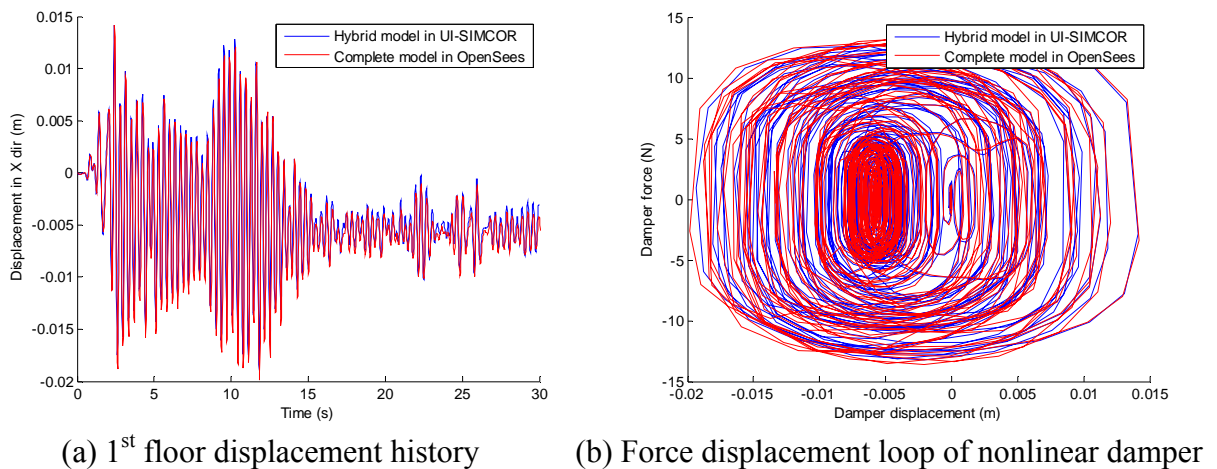 0.015
0.01
0.005
0
-0.005
-0.01
-0.015
-0.02
Displacement in X dir (m)
Hybrid model in UI-SIMCOR
Complete model in OpenSees
0 5 10 15 20 25 30
Time (s)
(a) 1st floor displacement history
15
10
5
0
-5
-10
-15
Damper force (N)
Hybrid model in UI-SIMCOR
Complete model in OpenSees
-0.02 -0.015 -0.01 -0.005 0 0.005 0.01 0.015
Damper displacement (m)
(b) Force displacement loop of nonlinear damper